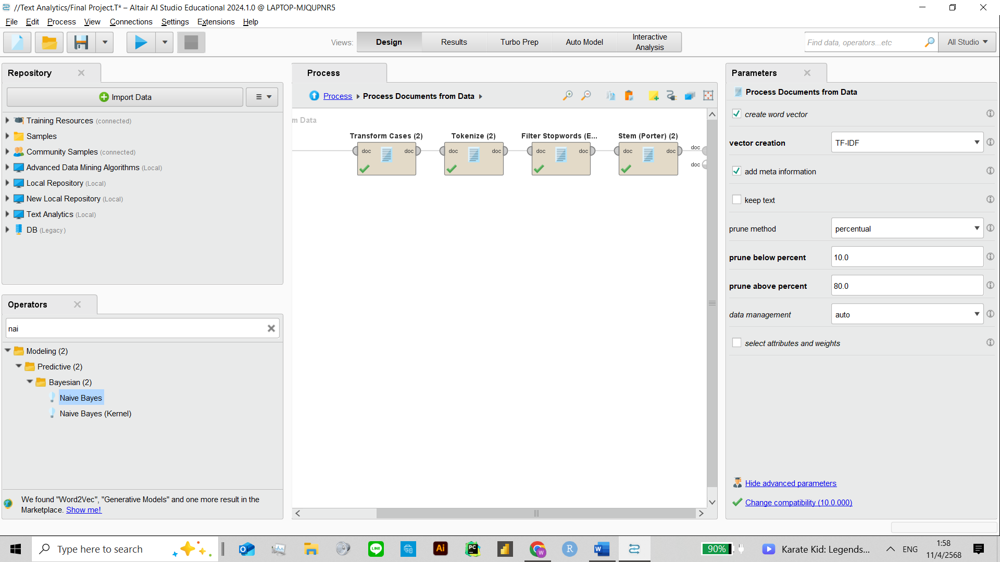 //Text Analytics/Final Project.T* – Altair AI Studio Educational 2024.1.0 @ LAPTOP-MJQUPNR5
File Edit Process View Connections Settings Extensions Help
Views: Design Results Turbo Prep Auto Model Interactive Analysis
Find data, operators...etc All Studio
Repository
Import Data
Training Resources (connected)
Samples
Community Samples (connected)
Advanced Data Mining Algorithms (Local)
Local Repository (Local)
New Local Repository (Local)
Text Analytics (Local)
DB (Legacy)
Operators
nai
Modeling (2)
Predictive (2)
Bayesian (2)
Naive Bayes
Naive Bayes (Kernel)
We found "Word2Vec", "Generative Models" and one more result in the
Marketplace. Show me!
Process
Process Process Documents from Data
m Data
Transform Cases (2) Tokenize (2) Filter Stopwords (E... Stem (Porter) (2)
doc doc doc doc doc doc doc doc doc
doc
Parameters
Process Documents from Data
create word vector
vector creation TF-IDF
add meta information
keep text
prune method percentual
prune below percent 10.0
prune above percent 80.0
data management auto
select attributes and weights
Hide advanced parameters
Change compatibility (10.0.000)
Type here to search
LINE
Ai
PC
W
R
W
90%
Karate Kid: Legends...
ENG
1:58
11/4/2568